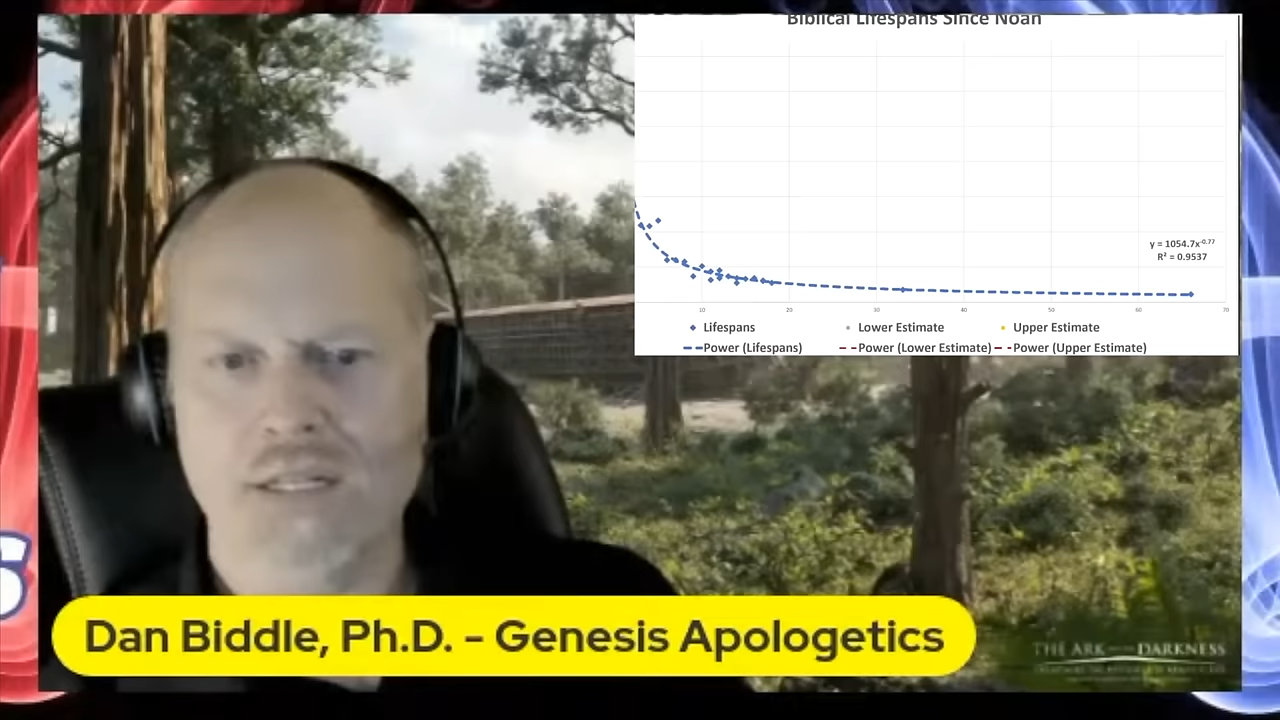 Biblical Lifespans Since Noah
y = 1054.7x^-0.77
R² = 0.9537
10 20 30 40 50 60 70
Lifespans Lower Estimate Upper Estimate
Power (Lifespans) Power (Lower Estimate) Power (Upper Estimate)
S
Dan Biddle, Ph.D. - Genesis Apologetics
THE ARK AND THE DARKNESS